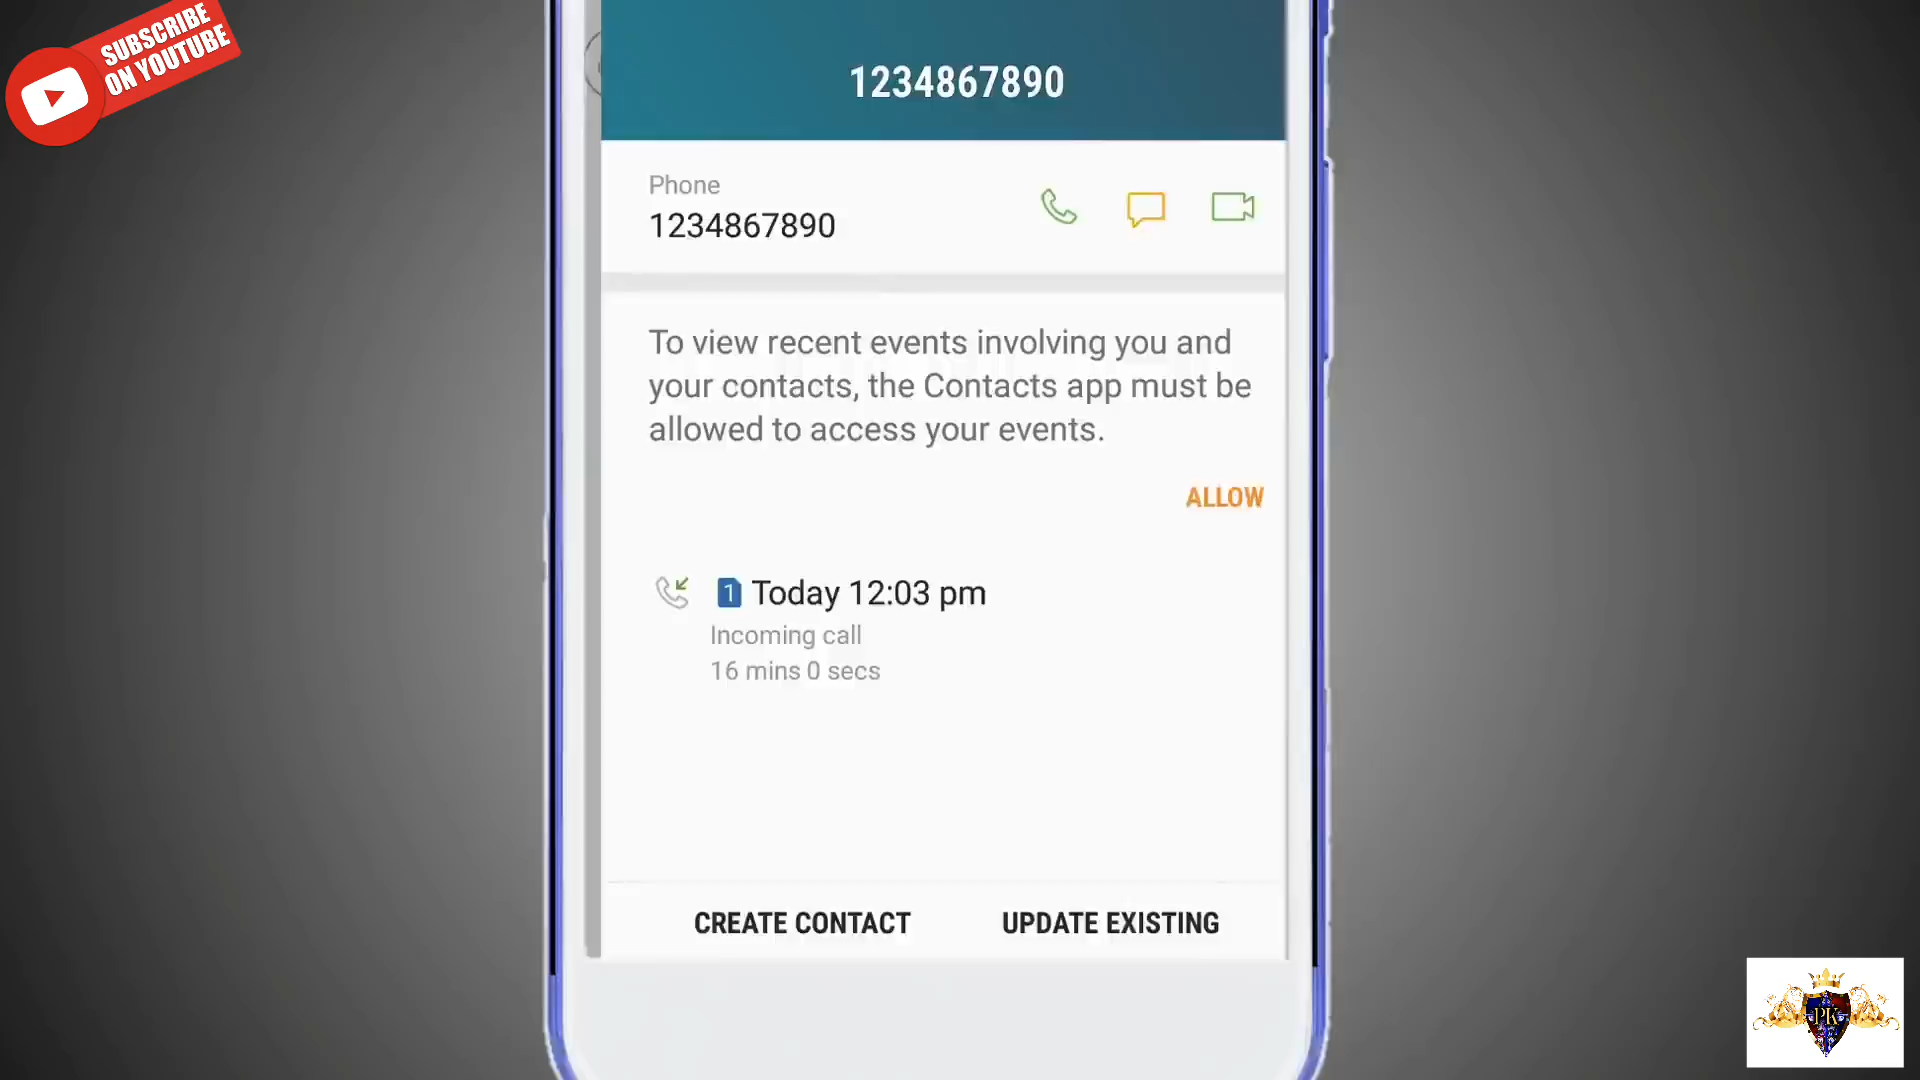 SUBSCRIBE
ON YOUTUBE
1234867890
Phone
1234867890
To view recent events involving you and
your contacts, the Contacts app must be
allowed to access your events.
ALLOW
1 Today 12:03 pm
Incoming call
16 mins 0 secs
CREATE CONTACT
UPDATE EXISTING
PK